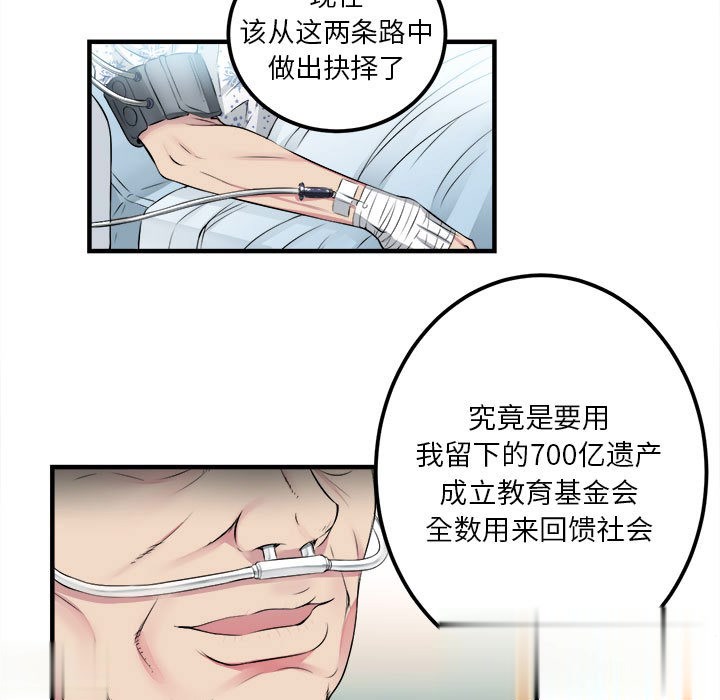 现在
该从这两条路中
做出抉择了
究竟是要用
我留下的700亿遗产
成立教育基金会
全数用来回馈社会